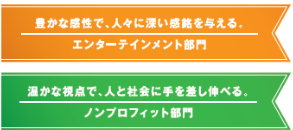 豊かな感性で、人々に深い感銘を与える。
エンターテインメント部門
温かな視点で、人と社会に手を差し伸べる。
ノンプロフィット部門